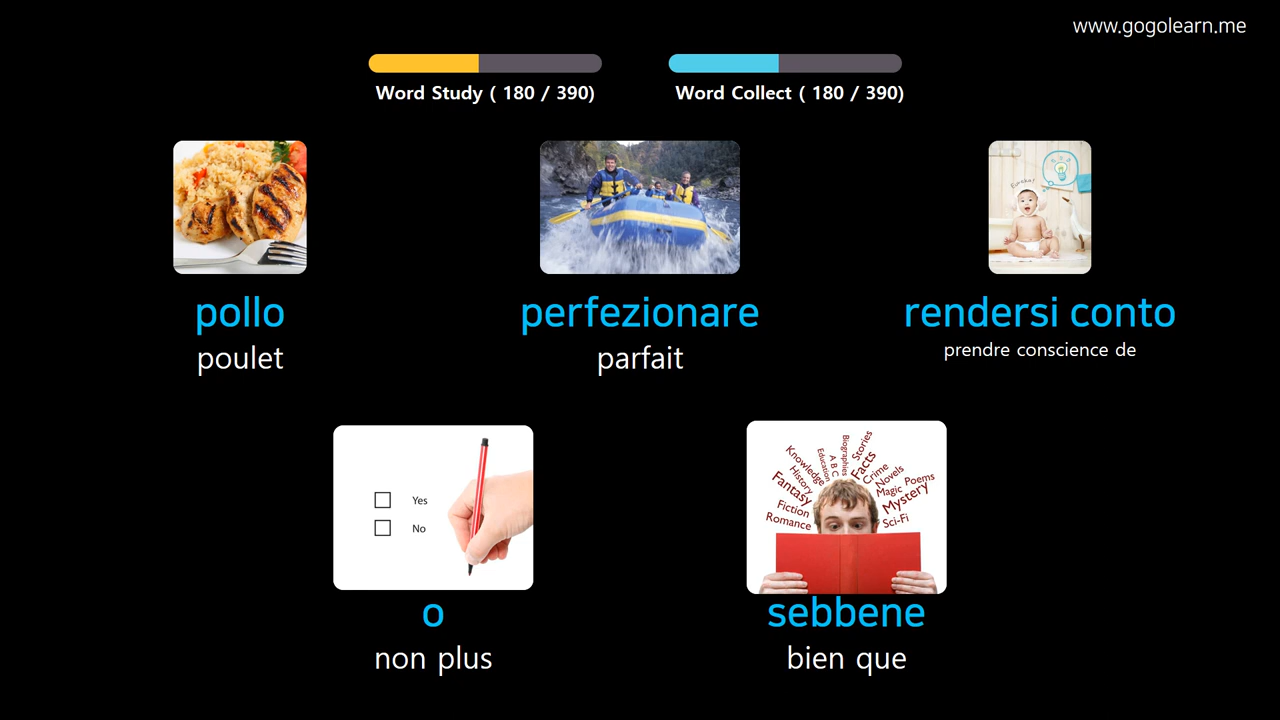 www.gogolearn.me
Word Study ( 180 / 390)
Word Collect ( 180 / 390)
Eureka!
pollo
perfezionare
rendersi conto
poulet
parfait
prendre conscience de
Yes
No
Knowledge
History
Fantasy
Fiction
Romance
Education
A B C
Biographies
Stories
Facts
Crime
Novels
Magic
Poems
Mystery
Sci-Fi
o
sebbene
non plus
bien que